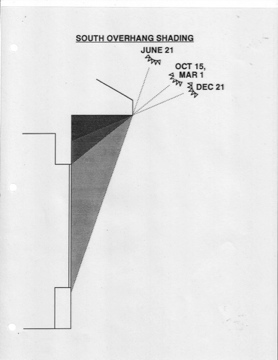 SOUTH OVERHANG SHADING
JUNE 21
OCT 15,
MAR 1
DEC 21